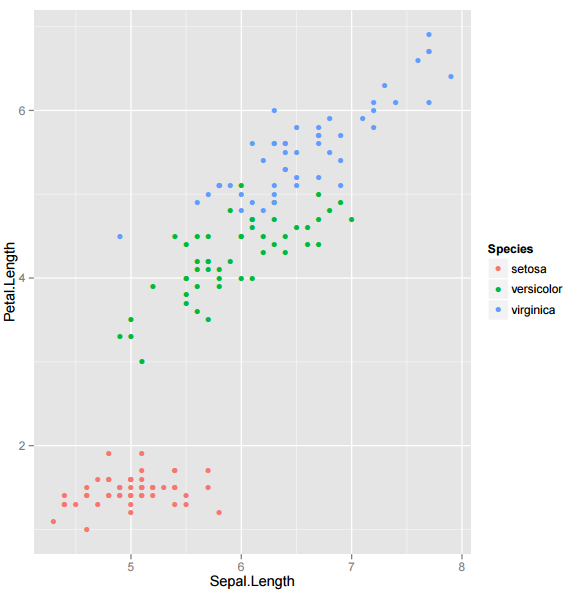 Petal.Length
6
4
2
5 6 7 8
Sepal.Length
Species
setosa
versicolor
virginica